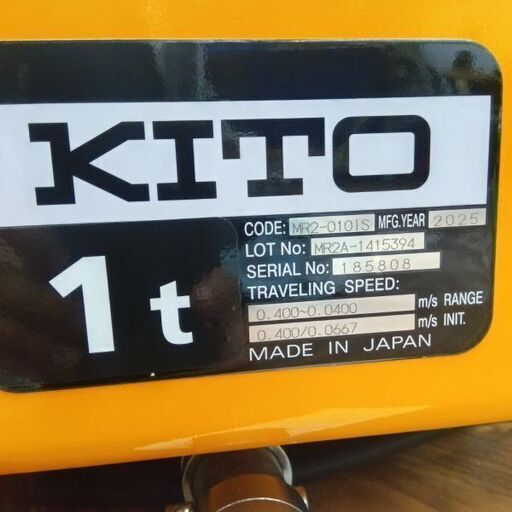 KITO
1t
CODE: MR2-010IS MFG.YEAR 2025
LOT No: MR2A-1415394
SERIAL No: 185808
TRAVELING SPEED:
0.400~0.0400 m/s RANGE
0.400/0.0667 m/s INIT.
MADE IN JAPAN